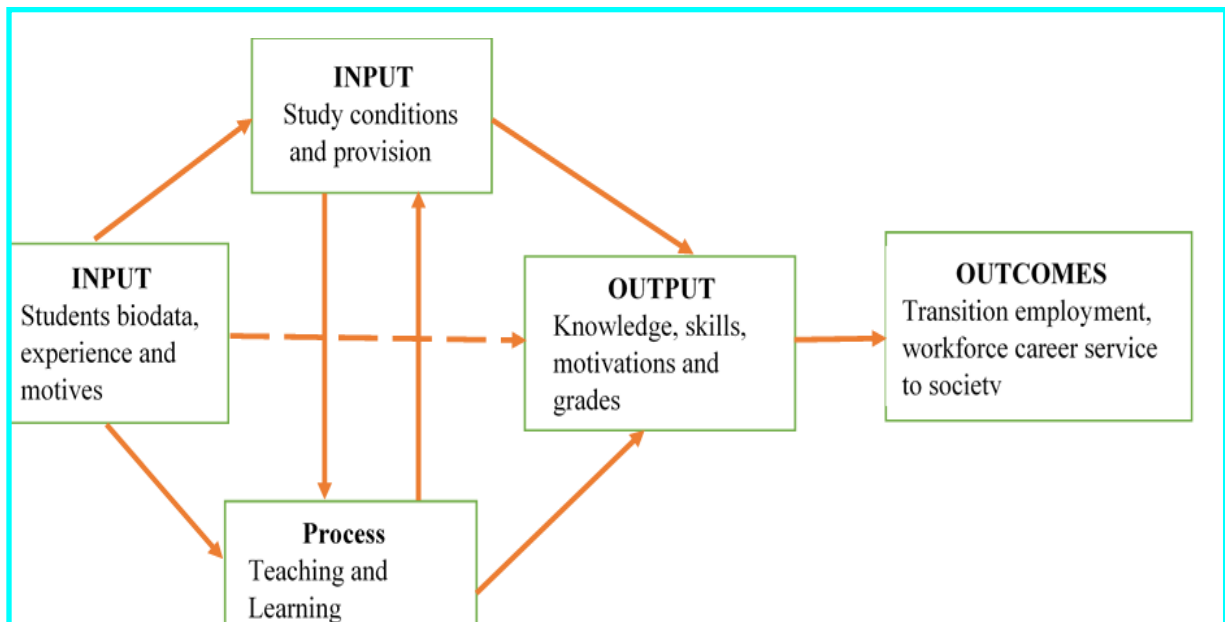 INPUT
Study conditions
and provision
INPUT
Students biodata,
experience and
motives
OUTPUT
Knowledge, skills,
motivations and
grades
OUTCOMES
Transition employment,
workforce career service
to society
Process
Teaching and
Learning